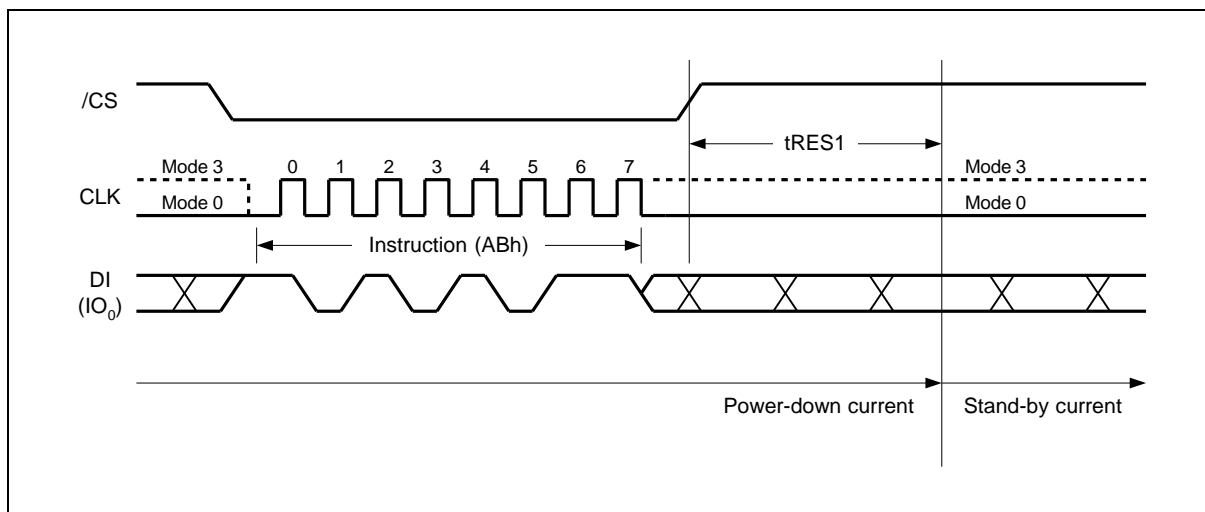 /CS
tRES1
Mode 3
0 1 2 3 4 5 6 7
Mode 3
CLK
Mode 0
Mode 0
Instruction (ABh)
DI
(IO0)
Power-down current
Stand-by current